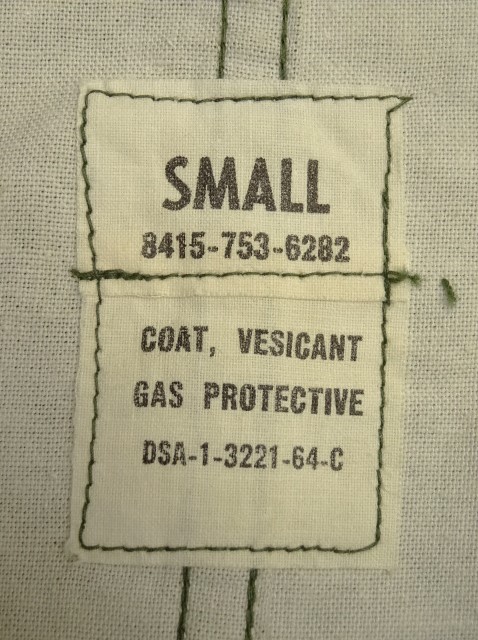 SMALL
8415-753-6282
COAT, VESICANT
GAS PROTECTIVE
DSA-1-3221-64-C